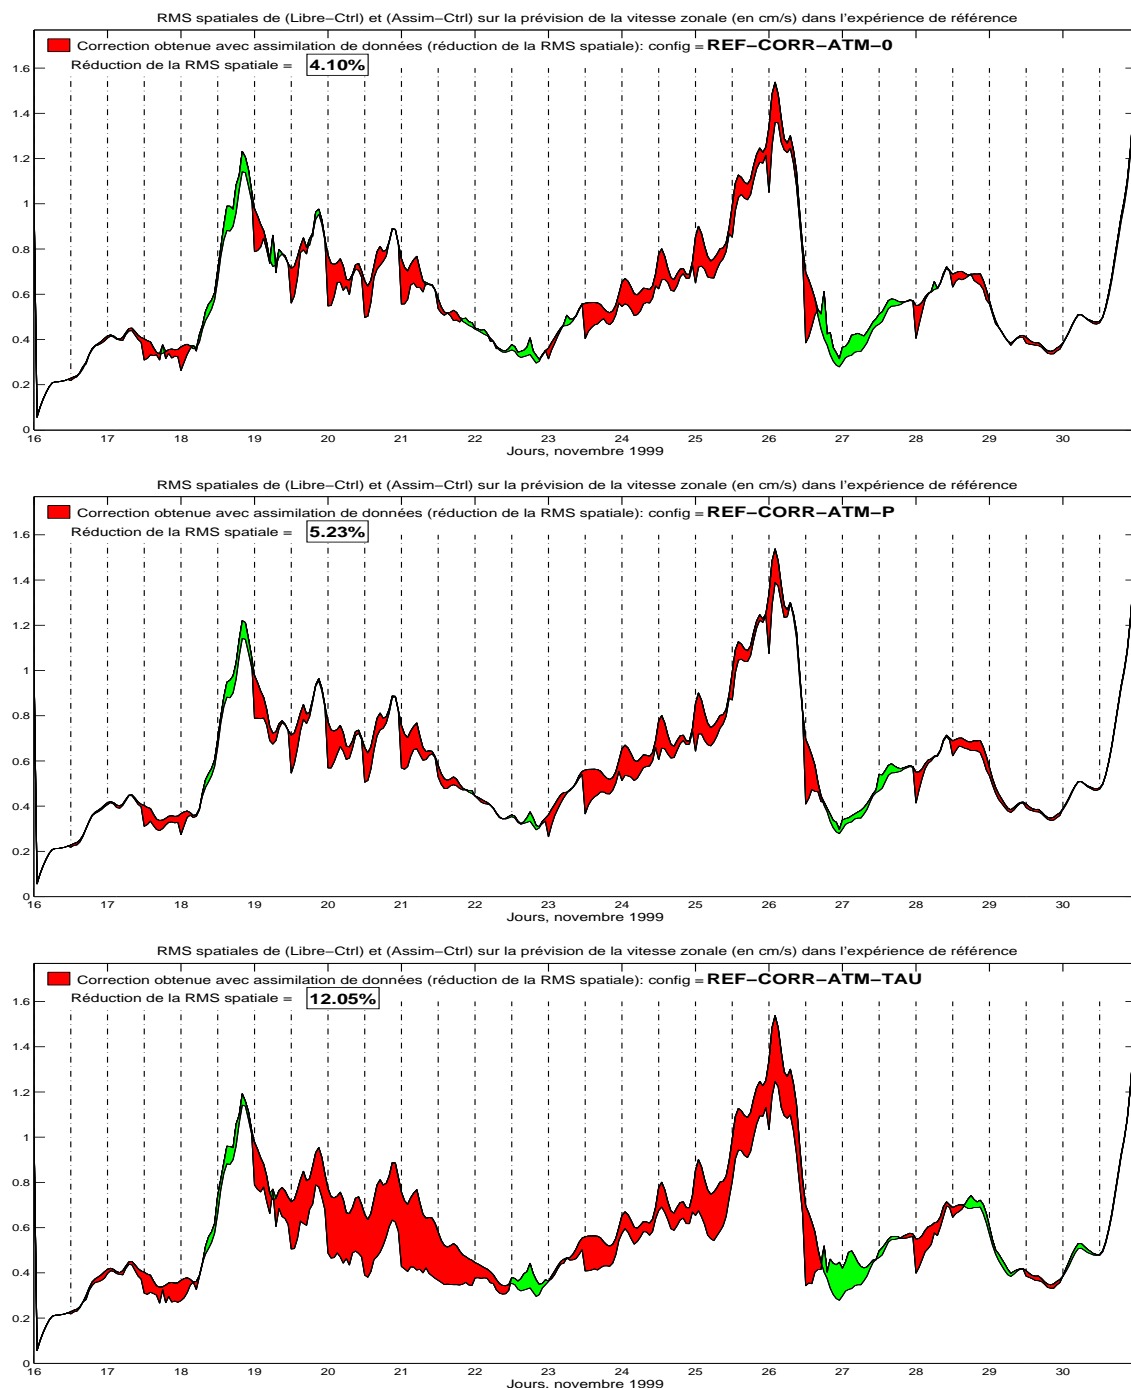 RMS spatiales de (Libre−Ctrl) et (Assim−Ctrl) sur la prévision de la vitesse zonale (en cm/s) dans l'expérience de référence
Correction obtenue avec assimilation de données (réduction de la RMS spatiale): config = REF−CORR−ATM−0
Réduction de la RMS spatiale = 4.10%
1.6
1.4
1.2
1
0.8
0.6
0.4
0.2
0
16 17 18 19 20 21 22 23 24 25 26 27 28 29 30
Jours, novembre 1999
RMS spatiales de (Libre−Ctrl) et (Assim−Ctrl) sur la prévision de la vitesse zonale (en cm/s) dans l'expérience de référence
Correction obtenue avec assimilation de données (réduction de la RMS spatiale): config = REF−CORR−ATM−P
Réduction de la RMS spatiale = 5.23%
1.6
1.4
1.2
1
0.8
0.6
0.4
0.2
0
16 17 18 19 20 21 22 23 24 25 26 27 28 29 30
Jours, novembre 1999
RMS spatiales de (Libre−Ctrl) et (Assim−Ctrl) sur la prévision de la vitesse zonale (en cm/s) dans l'expérience de référence
Correction obtenue avec assimilation de données (réduction de la RMS spatiale): config = REF−CORR−ATM−TAU
Réduction de la RMS spatiale = 12.05%
1.6
1.4
1.2
1
0.8
0.6
0.4
0.2
0
16 17 18 19 20 21 22 23 24 25 26 27 28 29 30
Jours, novembre 1999